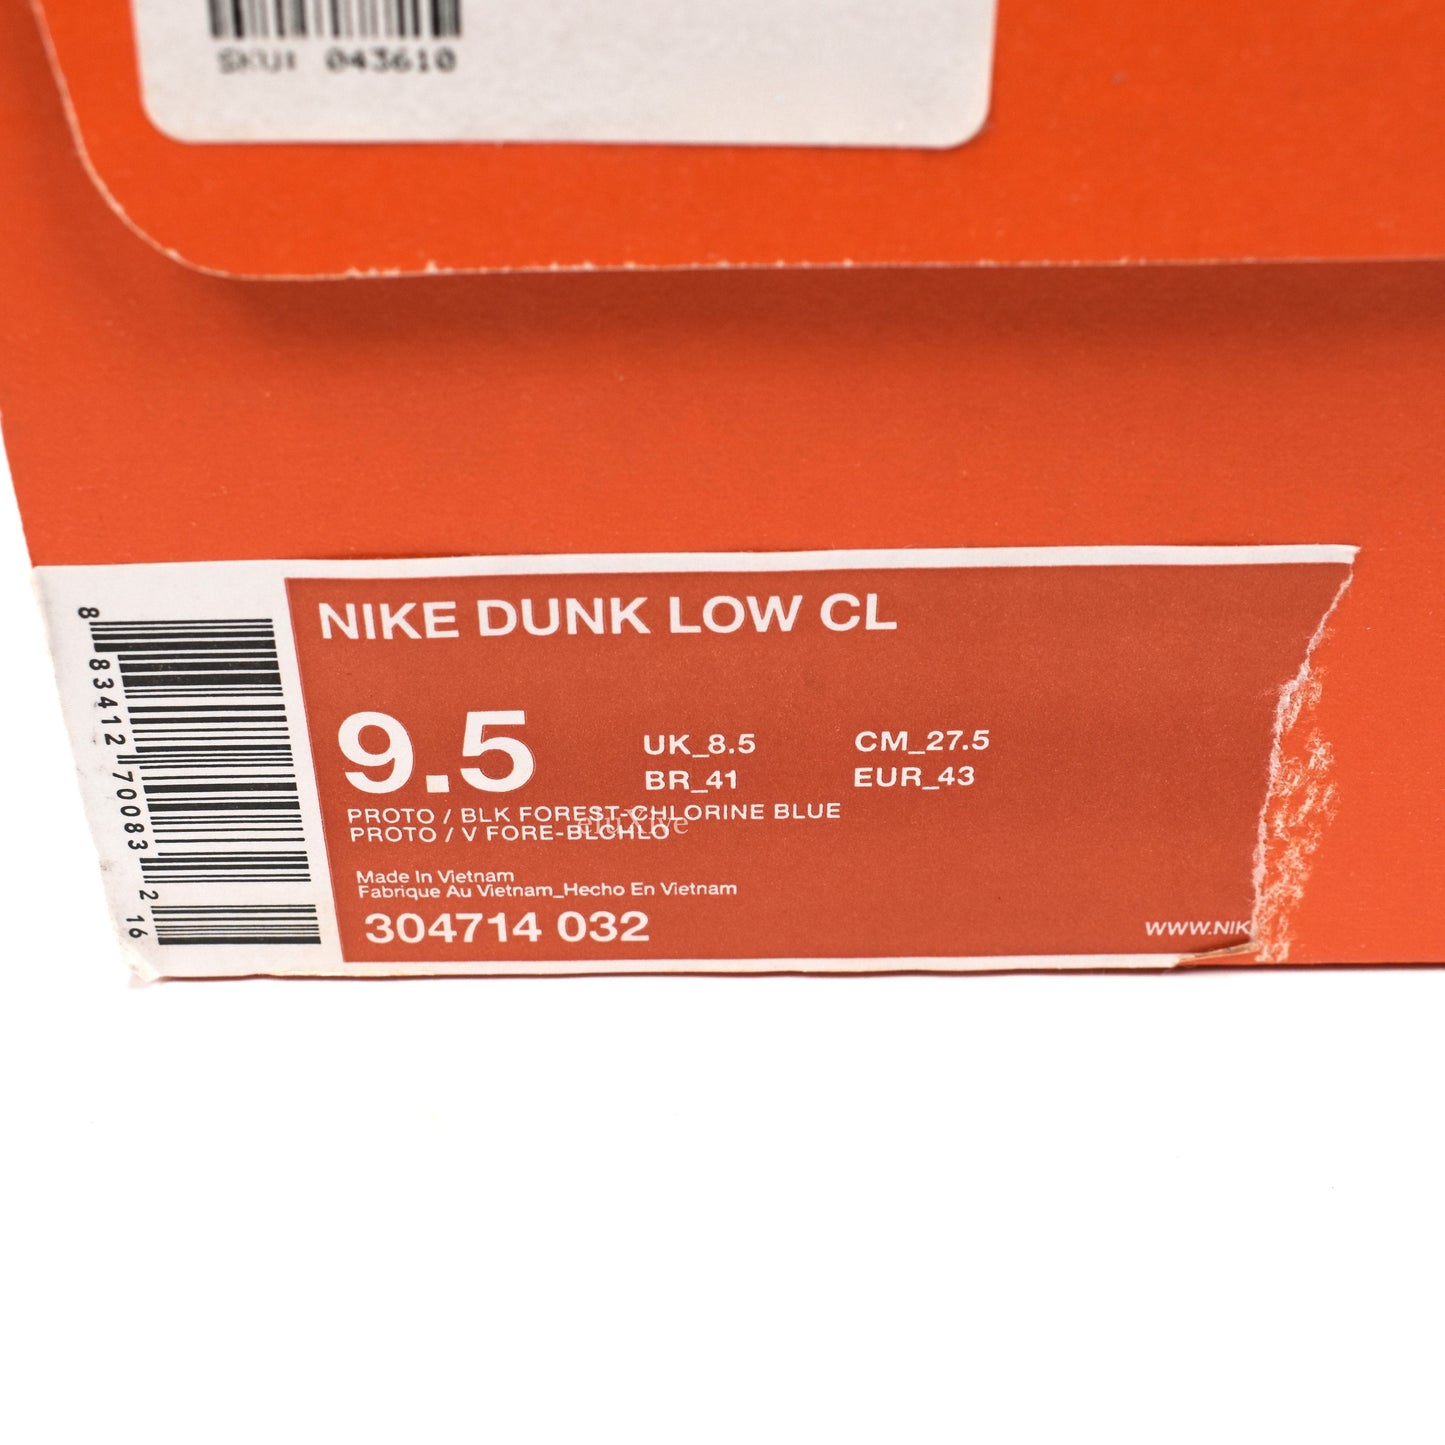 SKU: 043610
NIKE DUNK LOW CL
9.5
UK_8.5 CM_27.5
BR_41 EUR_43
PROTO / BLK FOREST-CHLORINE BLUE
PROTO / V FORE-BLCHLO
elluXive
Made In Vietnam
Fabrique Au Vietnam_Hecho En Vietnam
304714 032
WWW.NIK
8 83412 70083 2 16